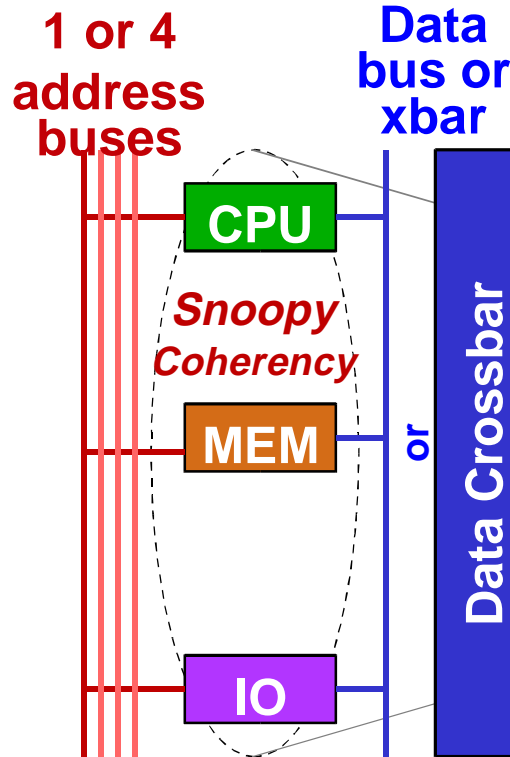 1 or 4
address
buses
Data
bus or
xbar
CPU
Snoopy
Coherency
MEM
or
Data Crossbar
IO